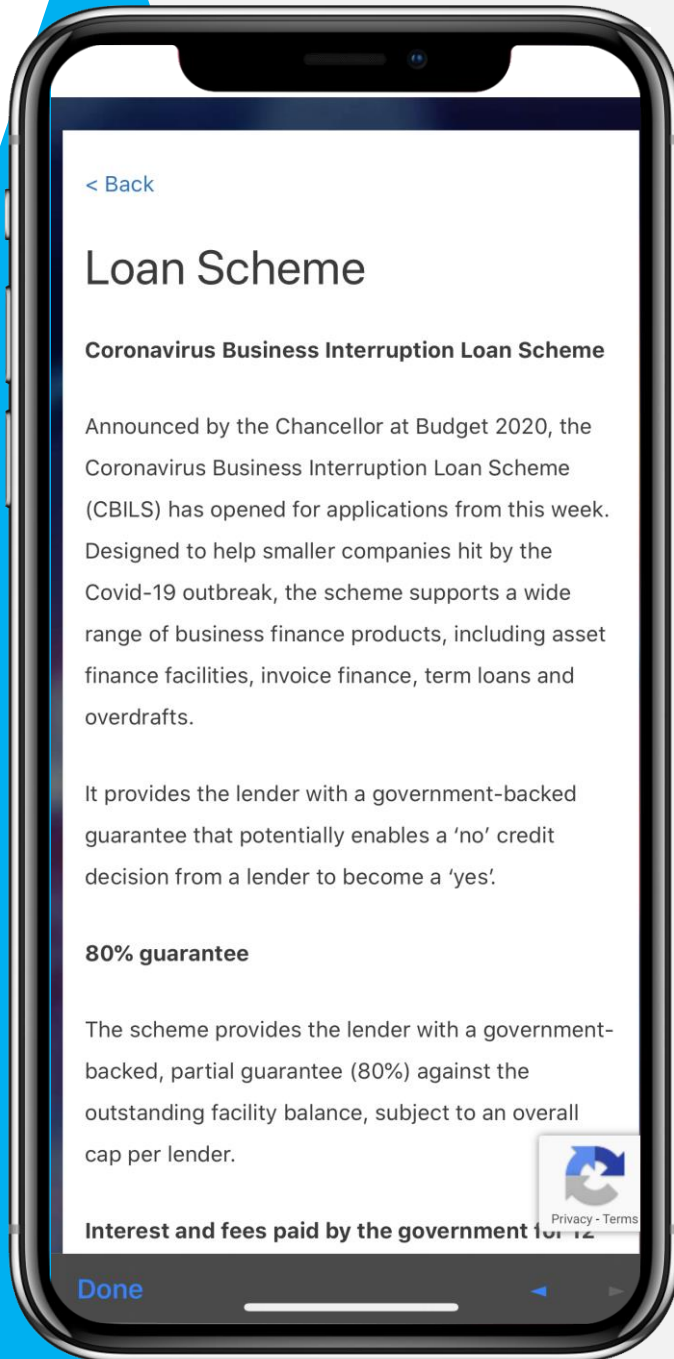 < Back
Loan Scheme
Coronavirus Business Interruption Loan Scheme
Announced by the Chancellor at Budget 2020, the
Coronavirus Business Interruption Loan Scheme
(CBILS) has opened for applications from this week.
Designed to help smaller companies hit by the
Covid-19 outbreak, the scheme supports a wide
range of business finance products, including asset
finance facilities, invoice finance, term loans and
overdrafts.
It provides the lender with a government-backed
guarantee that potentially enables a ‘no’ credit
decision from a lender to become a ‘yes’.
80% guarantee
The scheme provides the lender with a government-
backed, partial guarantee (80%) against the
outstanding facility balance, subject to an overall
cap per lender.
Privacy - Terms
Interest and fees paid by the government for 12
Done